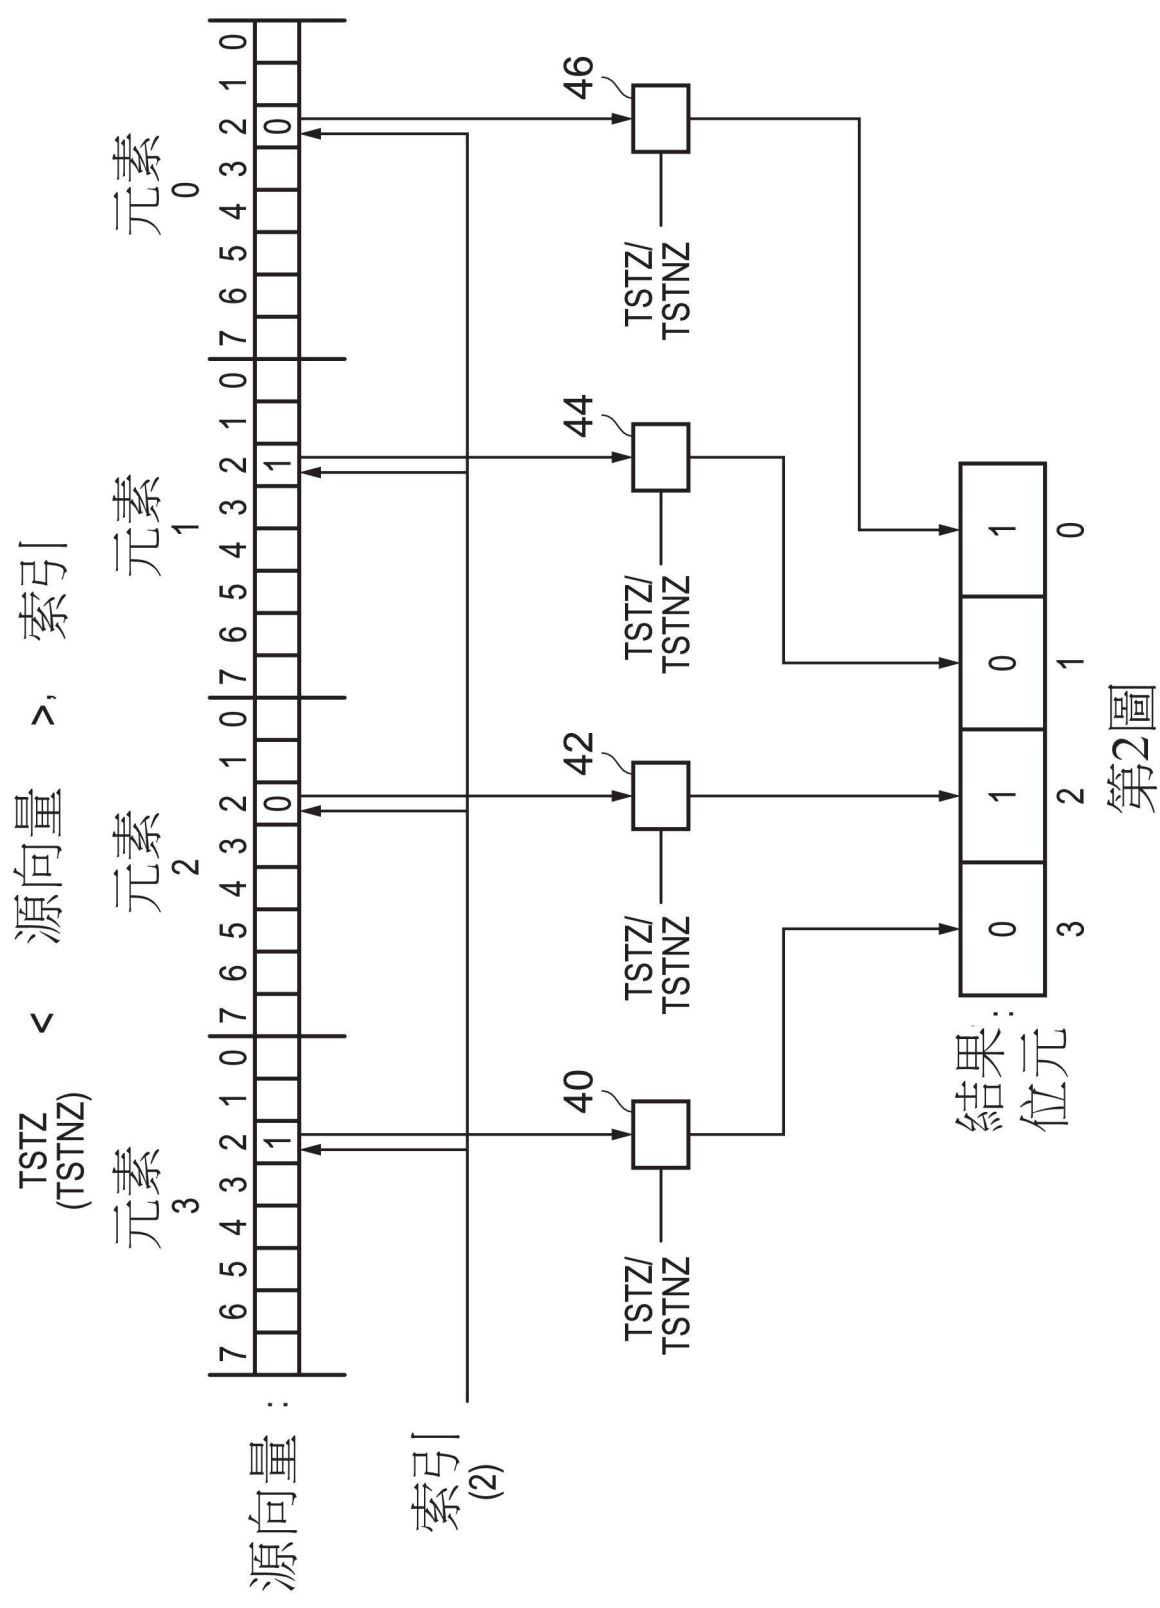 TSTZ < 源向量 >, 索引
(TSTNZ)
元素 元素 元素 元素
3 2 1 0
7 6 5 4 3 2 1 0 7 6 5 4 3 2 1 0 7 6 5 4 3 2 1 0 7 6 5 4 3 2 1 0
源向量: 1 0 1 0
索引
(2)
40 42 44 46
TSTZ/ TSTZ/ TSTZ/ TSTZ/
TSTNZ TSTNZ TSTNZ TSTNZ
結果: 0 1 0 1
位元 3 2 1 0
第2圖